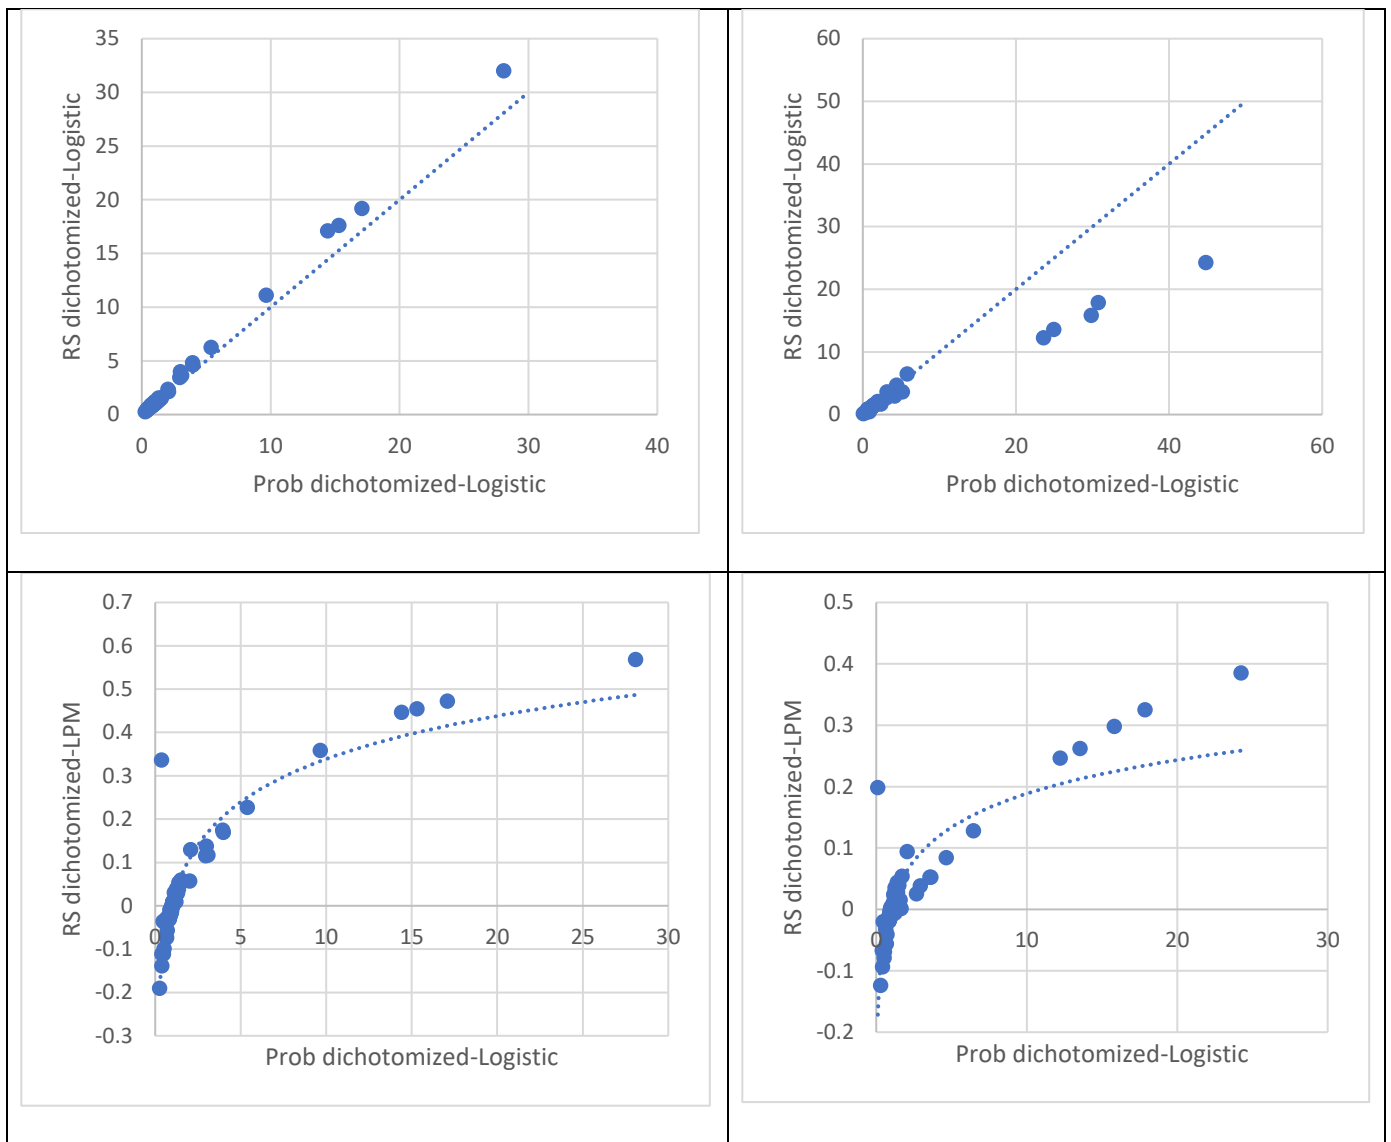 35
30
25
20
15
10
5
0
RS dichotomized-Logistic
0 10 20 30 40
Prob dichotomized-Logistic
60
50
40
30
20
10
0
RS dichotomized-Logistic
0 20 40 60
Prob dichotomized-Logistic
0.7
0.6
0.5
0.4
0.3
0.2
0.1
0
-0.1
-0.2
-0.3
RS dichotomized-LPM
0 5 10 15 20 25 30
Prob dichotomized-Logistic
0.5
0.4
0.3
0.2
0.1
0
-0.1
-0.2
RS dichotomized-LPM
0 10 20 30
Prob dichotomized-Logistic